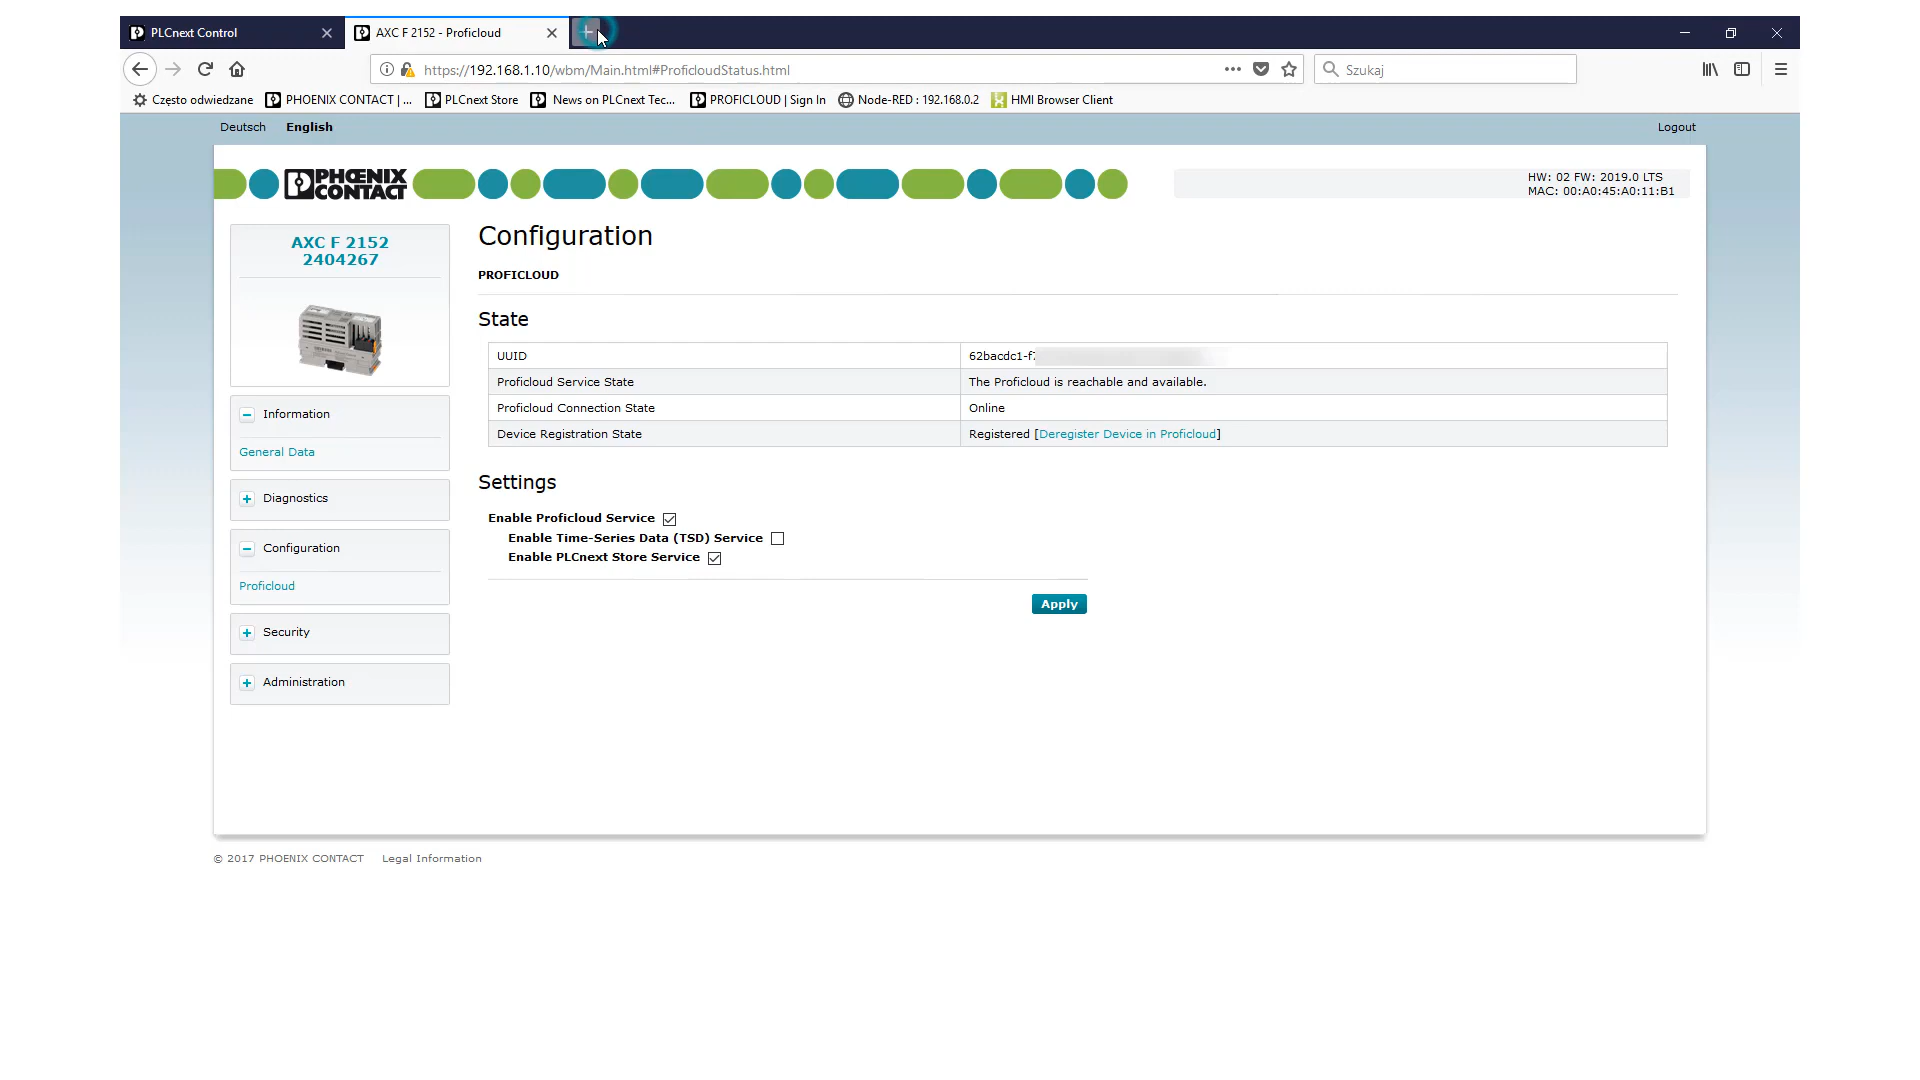 PLCnext Control
AXC F 2152 - Proficloud
https://192.168.1.10/wbm/Main.html#ProficloudStatus.html
Szukaj
Często odwiedzane
PHOENIX CONTACT | ...
PLCnext Store
News on PLCnext Tec...
PROFICLOUD | Sign In
Node-RED : 192.168.0.2
HMI Browser Client
Deutsch
English
Logout
PHŒNIX
CONTACT
HW: 02 FW: 2019.0 LTS
MAC: 00:A0:45:A0:11:B1
AXC F 2152
2404267
Information
General Data
Diagnostics
Configuration
Proficloud
Security
Administration
Configuration
PROFICLOUD
State
UUID 62bacdc1-f
Proficloud Service State The Proficloud is reachable and available.
Proficloud Connection State Online
Device Registration State Registered [Deregister Device in Proficloud]
Settings
Enable Proficloud Service
Enable Time-Series Data (TSD) Service
Enable PLCnext Store Service
Apply
© 2017 PHOENIX CONTACT Legal Information